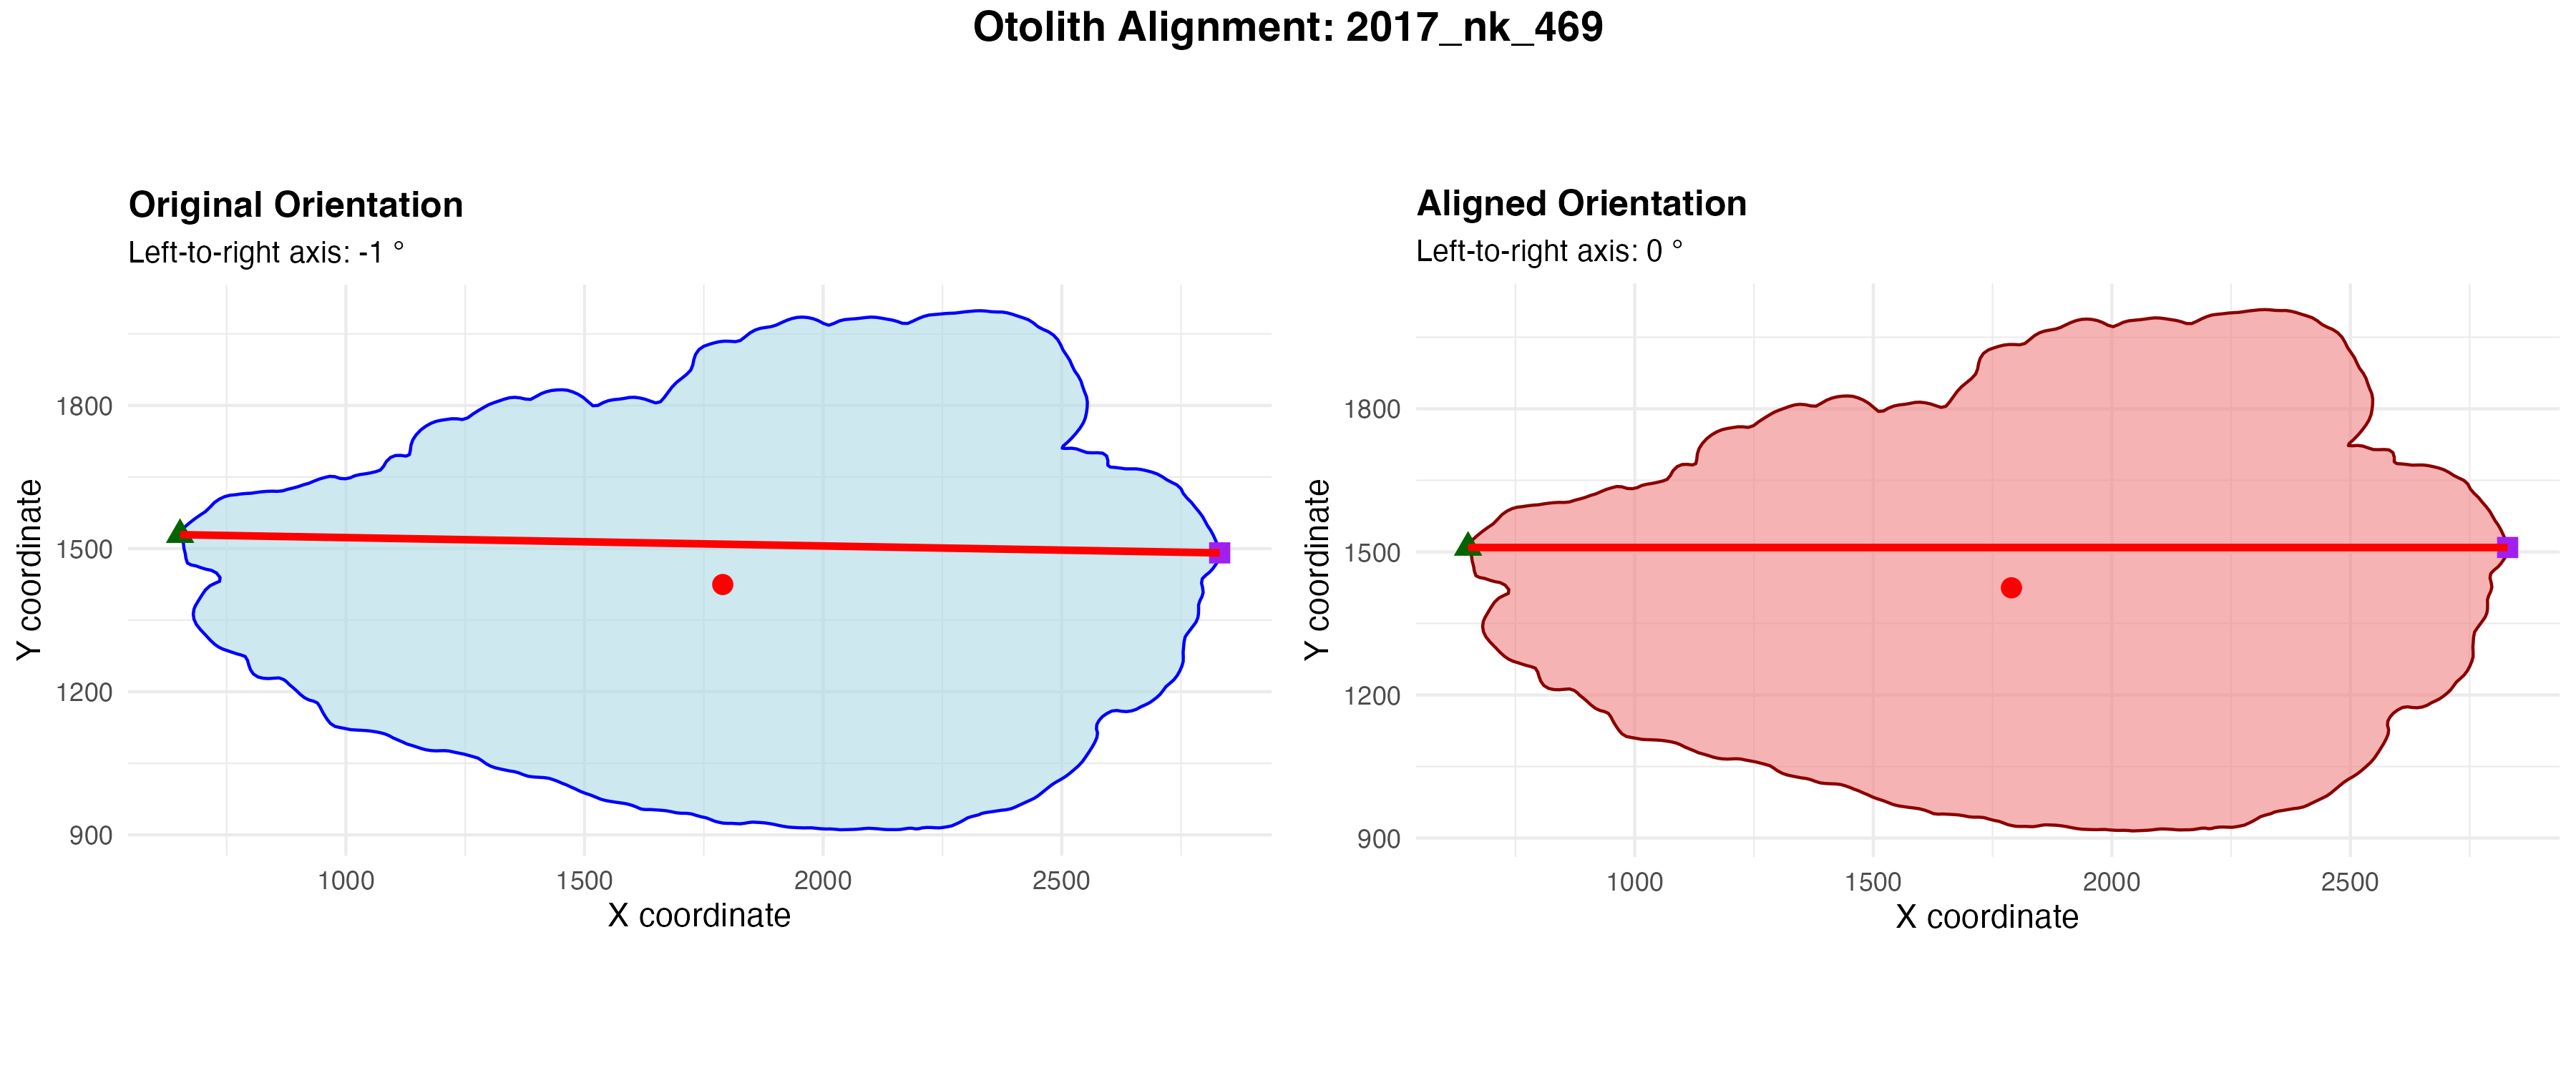 Otolith Alignment: 2017_nk_469
Original Orientation
Left-to-right axis: -1 °
Y coordinate
1800
1500
1200
900
1000 1500 2000 2500
X coordinate
Aligned Orientation
Left-to-right axis: 0 °
Y coordinate
1800
1500
1200
900
1000 1500 2000 2500
X coordinate